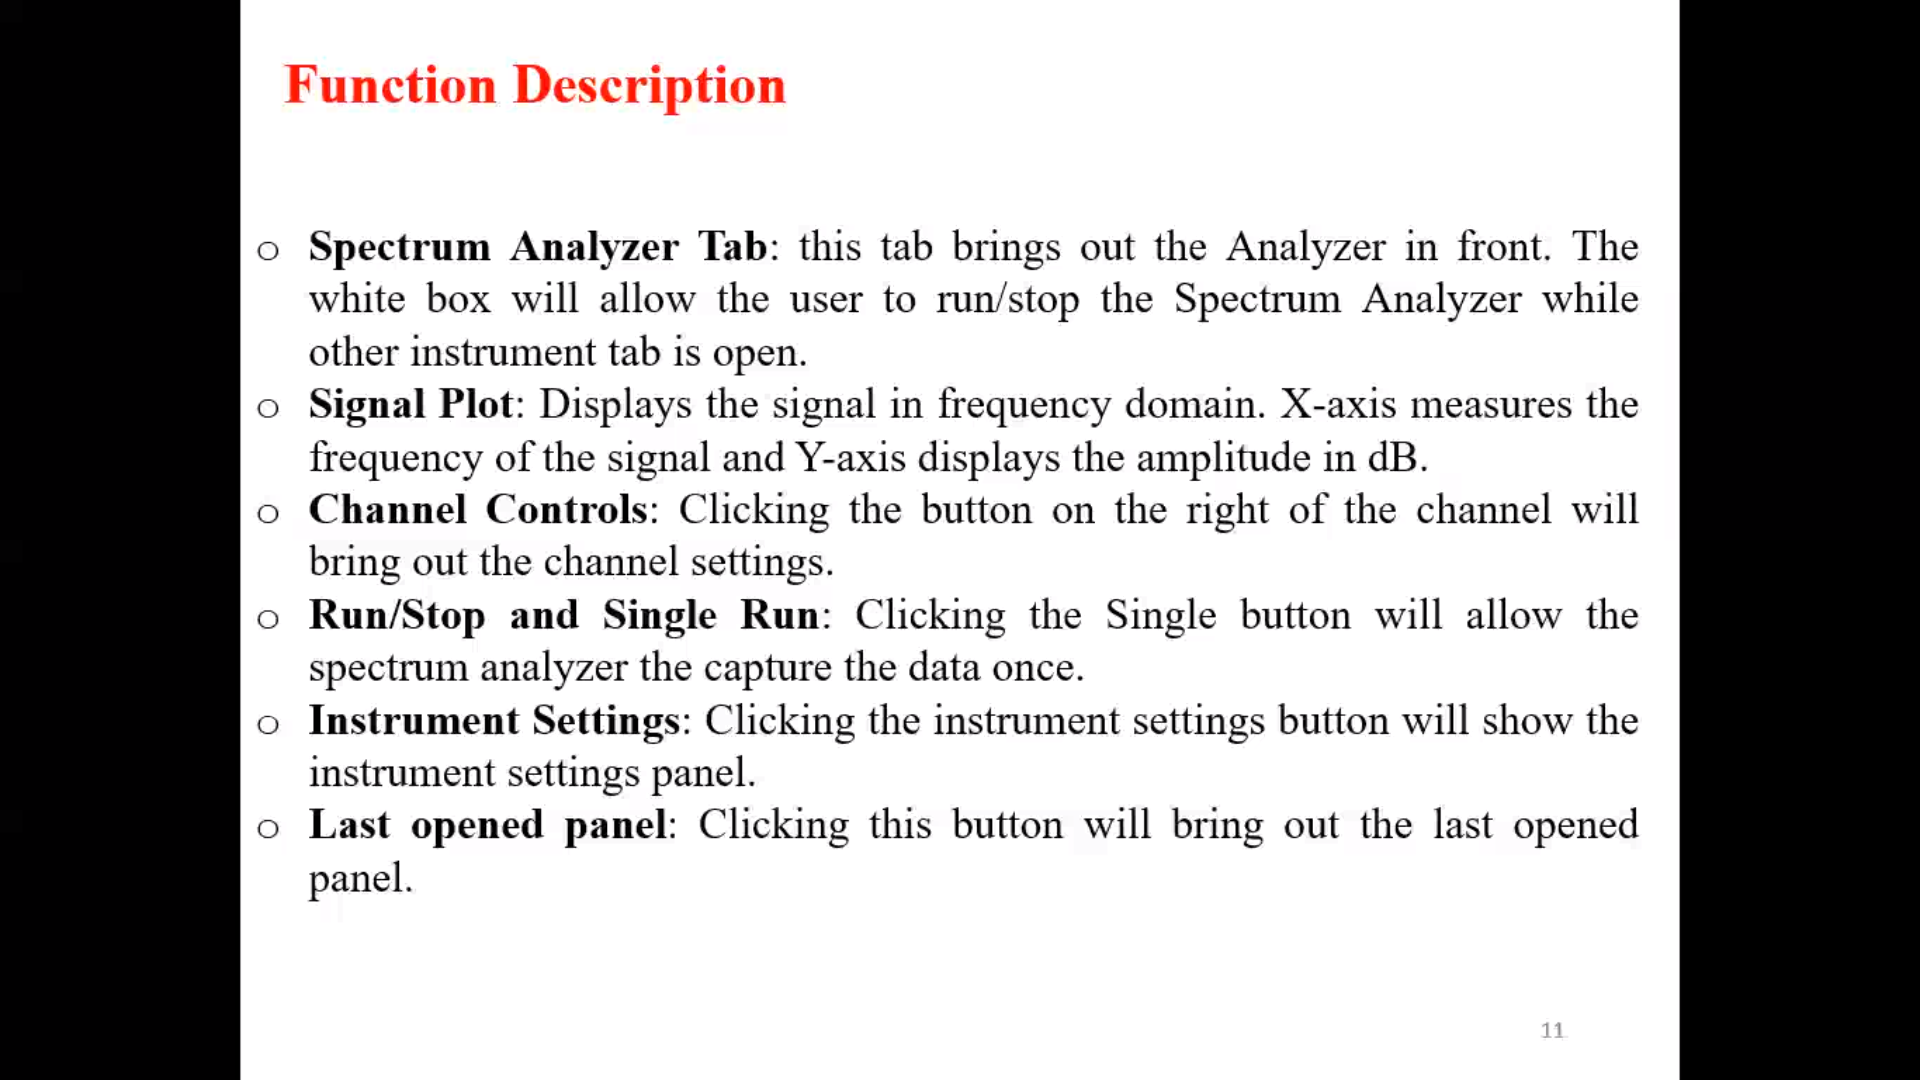 Function Description
o Spectrum Analyzer Tab: this tab brings out the Analyzer in front. The
white box will allow the user to run/stop the Spectrum Analyzer while
other instrument tab is open.
o Signal Plot: Displays the signal in frequency domain. X-axis measures the
frequency of the signal and Y-axis displays the amplitude in dB.
o Channel Controls: Clicking the button on the right of the channel will
bring out the channel settings.
o Run/Stop and Single Run: Clicking the Single button will allow the
spectrum analyzer the capture the data once.
o Instrument Settings: Clicking the instrument settings button will show the
instrument settings panel.
o Last opened panel: Clicking this button will bring out the last opened
panel.
11